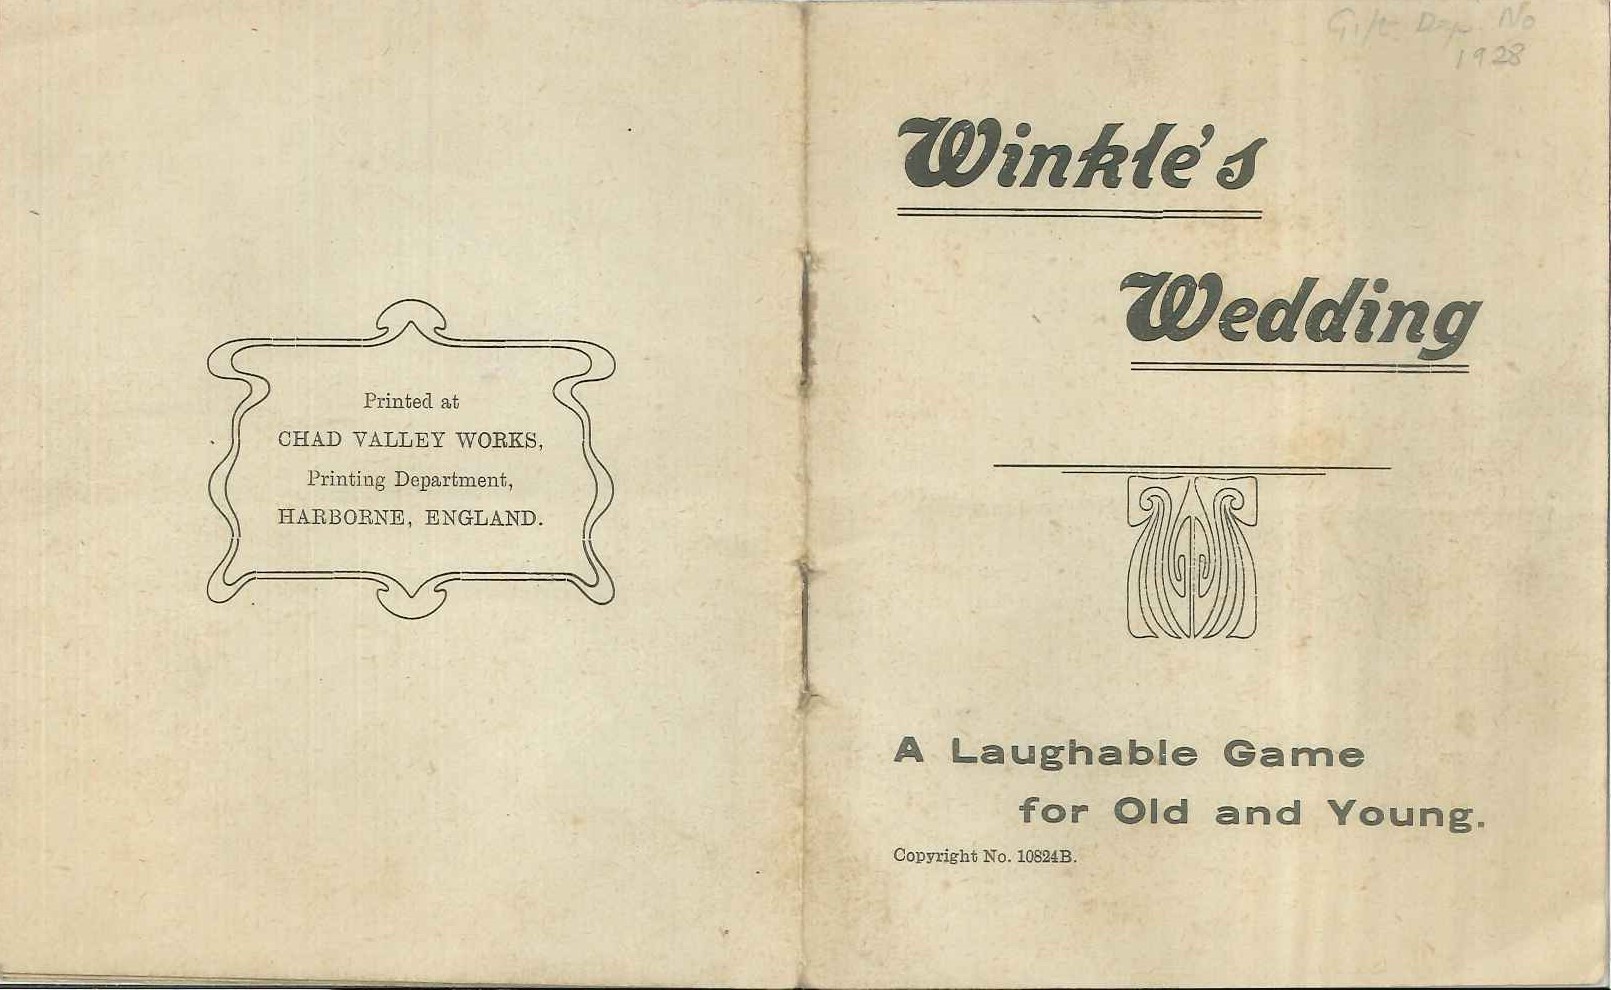 Printed at
CHAD VALLEY WORKS,
Printing Department,
HARBORNE, ENGLAND.
No
1928
Winkle's
Wedding
A Laughable Game
for Old and Young.
Copyright No. 10824B.